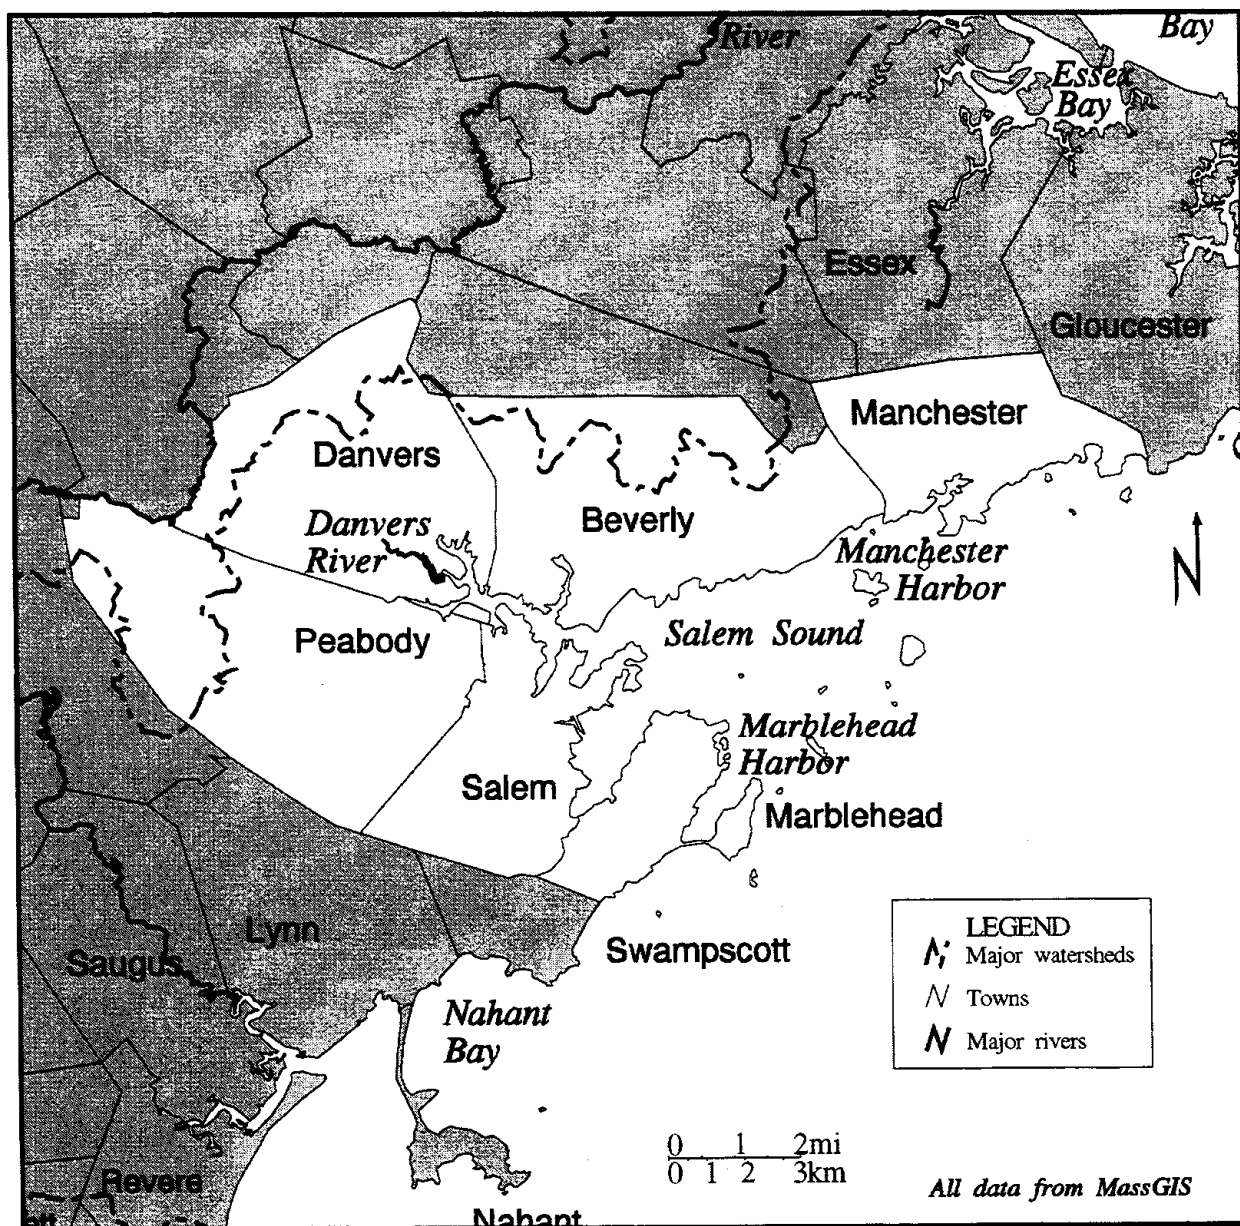 River
Bay
Essex
Bay
Essex
Gloucester
Manchester
Danvers
Beverly
Danvers
River
Manchester
Harbor
Peabody
Salem Sound
N
Marblehead
Harbor
Salem
Marblehead
Lynn
Saugus
Swampscott
LEGEND
Major watersheds
Towns
Major rivers
Nahant
Bay
0 1 2mi
0 1 2 3km
Revere
All data from MassGIS
Nahant
ett